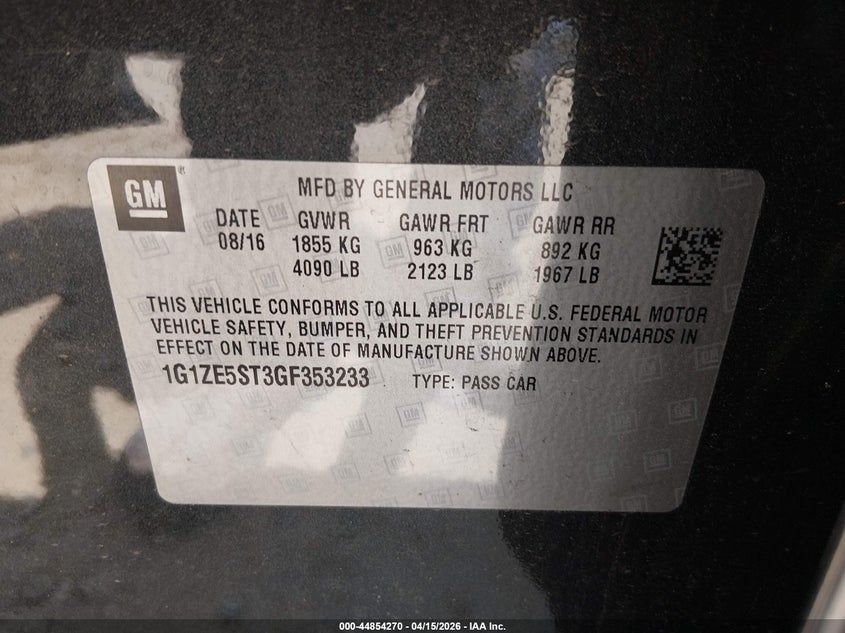 GM
MFD BY GENERAL MOTORS LLC
DATE GVWR GAWR FRT GAWR RR
08/16 1855 KG 963 KG 892 KG
4090 LB 2123 LB 1967 LB
THIS VEHICLE CONFORMS TO ALL APPLICABLE U.S. FEDERAL MOTOR
VEHICLE SAFETY, BUMPER, AND THEFT PREVENTION STANDARDS IN
EFFECT ON THE DATE OF MANUFACTURE SHOWN ABOVE.
1G1ZE5ST3GF353233 TYPE: PASS CAR
000-44854270 - 04/15/2026 - IAA Inc.